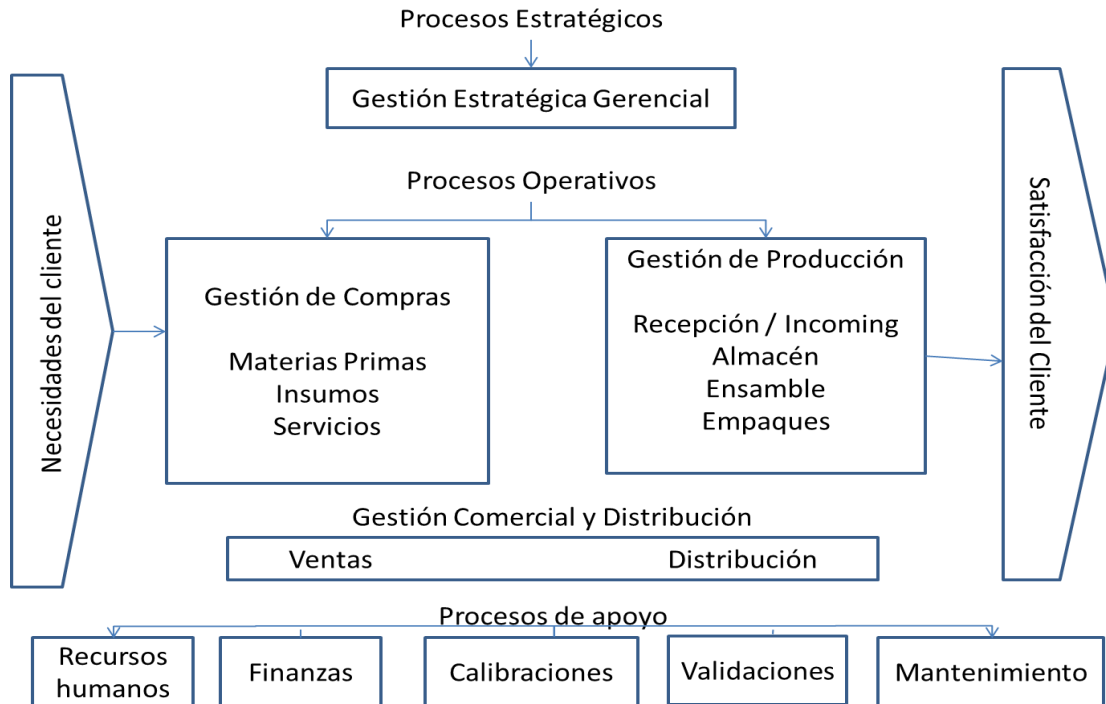 Procesos Estratégicos
Gestión Estratégica Gerencial
Necesidades del cliente
Procesos Operativos
Gestión de Compras
Materias Primas
Insumos
Servicios
Gestión de Producción
Recepción / Incoming
Almacén
Ensamble
Empaques
Satisfacción del Cliente
Gestión Comercial y Distribución
Ventas
Distribución
Procesos de apoyo
Recursos
humanos
Finanzas
Calibraciones
Validaciones
Mantenimiento